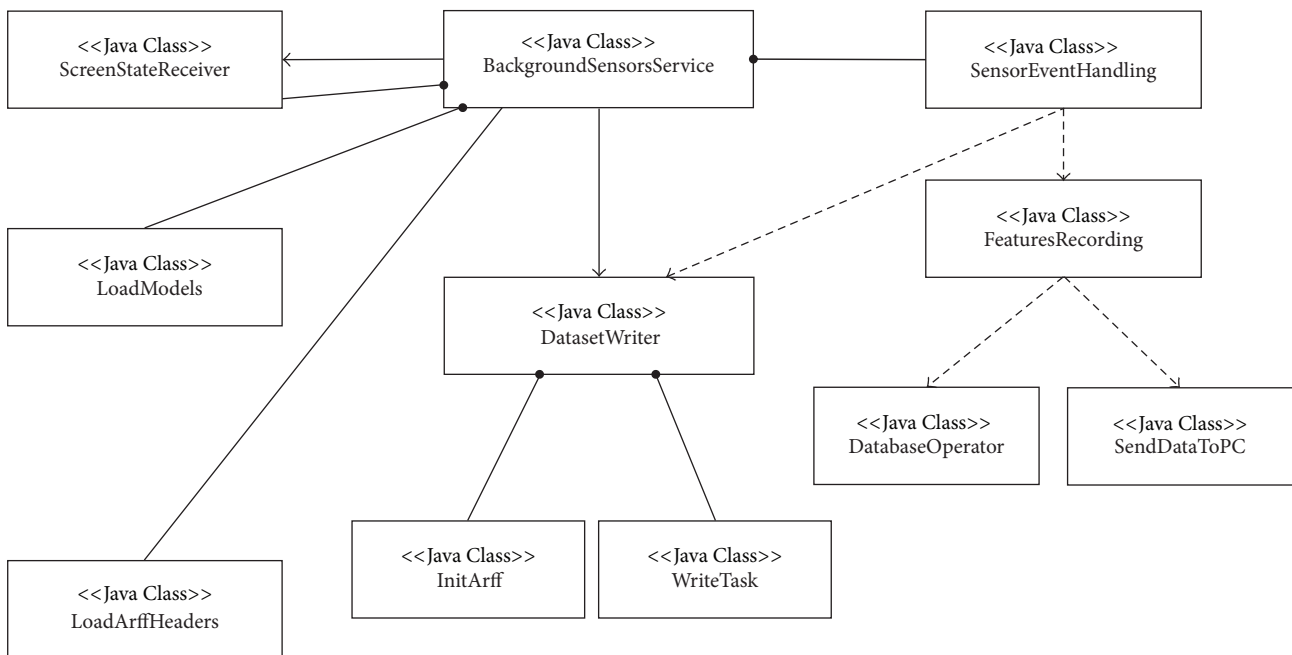 <<Java Class>>
ScreenStateReceiver
<<Java Class>>
BackgroundSensorsService
<<Java Class>>
SensorEventHandling
<<Java Class>>
FeaturesRecording
<<Java Class>>
LoadModels
<<Java Class>>
DatasetWriter
<<Java Class>>
DatabaseOperator
<<Java Class>>
SendDataToPC
<<Java Class>>
InitArff
<<Java Class>>
WriteTask
<<Java Class>>
LoadArffHeaders